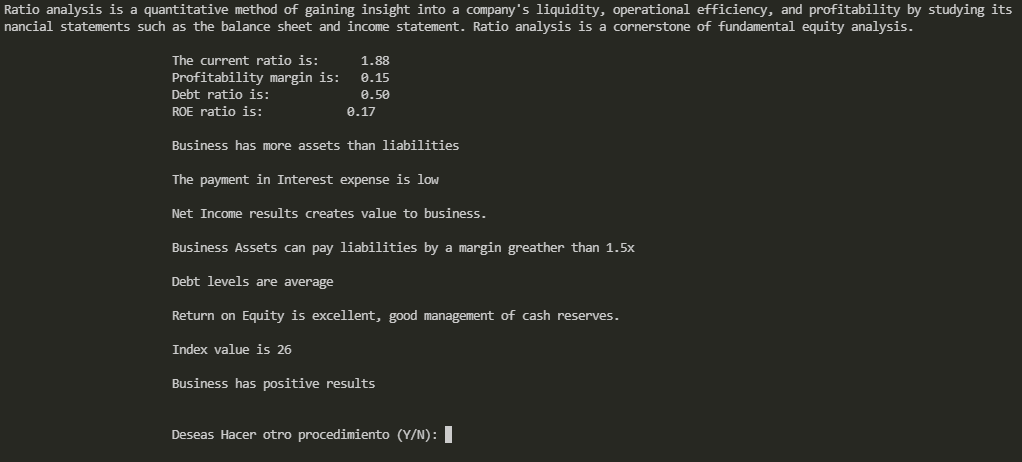 Ratio analysis is a quantitative method of gaining insight into a company's liquidity, operational efficiency, and profitability by studying its
nancial statements such as the balance sheet and income statement. Ratio analysis is a cornerstone of fundamental equity analysis.
The current ratio is: 1.88
Profitability margin is: 0.15
Debt ratio is: 0.50
ROE ratio is: 0.17
Business has more assets than liabilities
The payment in Interest expense is low
Net Income results creates value to business.
Business Assets can pay liabilities by a margin greather than 1.5x
Debt levels are average
Return on Equity is excellent, good management of cash reserves.
Index value is 26
Business has positive results
Deseas Hacer otro procedimiento (Y/N):